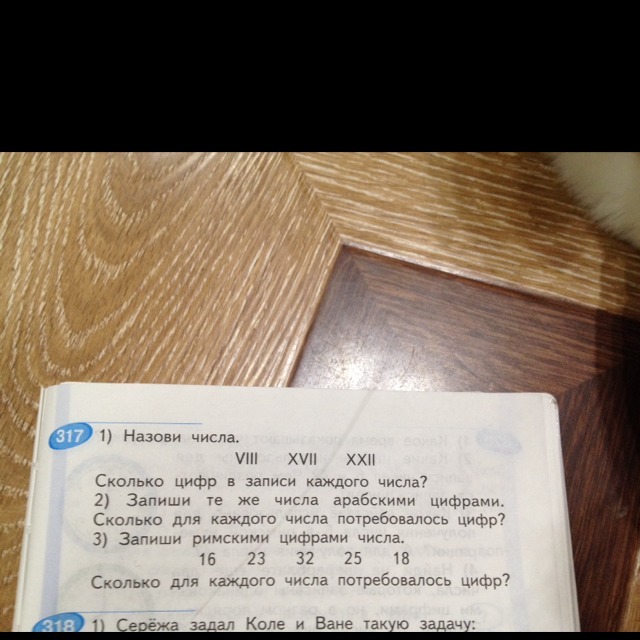 317 1) Назови числа.
VIII XVII XXII
Сколько цифр в записи каждого числа?
2) Запиши те же числа арабскими цифрами.
Сколько для каждого числа потребовалось цифр?
3) Запиши римскими цифрами числа.
16 23 32 25 18
Сколько для каждого числа потребовалось цифр?
318 1) Серёжа задал Коле и Ване такую задачу: